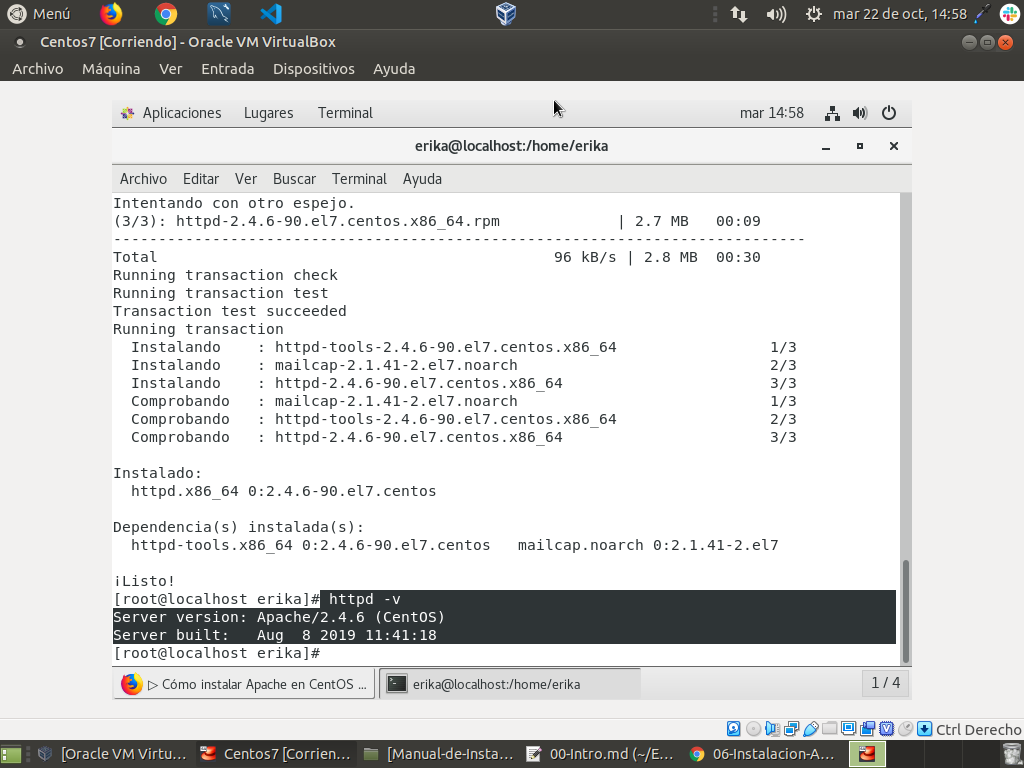 Menú mar 22 de oct, 14:58
Centos7 [Corriendo] - Oracle VM VirtualBox
Archivo Máquina Ver Entrada Dispositivos Ayuda
Aplicaciones Lugares Terminal mar 14:58
erika@localhost:/home/erika
Archivo Editar Ver Buscar Terminal Ayuda
Intentando con otro espejo.
(3/3): httpd-2.4.6-90.el7.centos.x86_64.rpm | 2.7 MB 00:09
--------------------------------------------------------------------------------
Total 96 kB/s | 2.8 MB 00:30
Running transaction check
Running transaction test
Transaction test succeeded
Running transaction
Instalando : httpd-tools-2.4.6-90.el7.centos.x86_64 1/3
Instalando : mailcap-2.1.41-2.el7.noarch 2/3
Instalando : httpd-2.4.6-90.el7.centos.x86_64 3/3
Comprobando : mailcap-2.1.41-2.el7.noarch 1/3
Comprobando : httpd-tools-2.4.6-90.el7.centos.x86_64 2/3
Comprobando : httpd-2.4.6-90.el7.centos.x86_64 3/3
Instalado:
httpd.x86_64 0:2.4.6-90.el7.centos
Dependencia(s) instalada(s):
httpd-tools.x86_64 0:2.4.6-90.el7.centos mailcap.noarch 0:2.1.41-2.el7
¡Listo!
[root@localhost erika]# httpd -v
Server version: Apache/2.4.6 (CentOS)
Server built: Aug 8 2019 11:41:18
[root@localhost erika]#
▷ Cómo instalar Apache en CentOS ... erika@localhost:/home/erika 1 / 4
Ctrl Derecho
[Oracle VM Virtu... Centos7 [Corrien... [Manual-de-Insta... 00-Intro.md (~/E... 06-Instalacion-A...